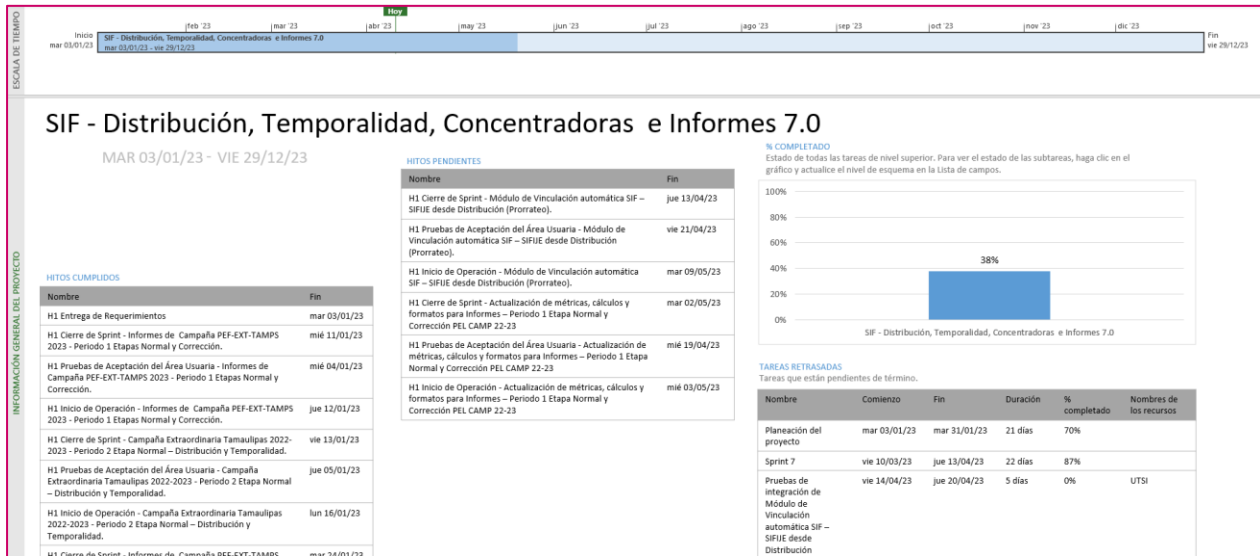 ESCALA DE TIEMPO
Hoy
feb '23 mar '23 abr '23 may '23 jun '23 jul '23 ago '23 sep '23 oct '23 nov '23 dic '23
Inicio
mar 03/01/23
SIF - Distribución, Temporalidad, Concentradoras e Informes 7.0
mar 03/01/23 - vie 29/12/23
Fin
vie 29/12/23
INFORMACIÓN GENERAL DEL PROYECTO
SIF - Distribución, Temporalidad, Concentradoras e Informes 7.0
MAR 03/01/23 - VIE 29/12/23
HITOS CUMPLIDOS
Nombre Fin
H1 Entrega de Requerimientos mar 03/01/23
H1 Cierre de Sprint - Informes de Campaña PEF-EXT-TAMPS mié 11/01/23
2023 - Periodo 1 Etapas Normal y Corrección.
H1 Pruebas de Aceptación del Área Usuaria - Informes de mié 04/01/23
Campaña PEF-EXT-TAMPS 2023 - Periodo 1 Etapas Normal y
Corrección.
H1 Inicio de Operación - Informes de Campaña PEF-EXT-TAMPS jue 12/01/23
2023 - Periodo 1 Etapas Normal y Corrección.
H1 Cierre de Sprint - Campaña Extraordinaria Tamaulipas 2022- vie 13/01/23
2023 - Periodo 2 Etapa Normal – Distribución y Temporalidad.
H1 Pruebas de Aceptación del Área Usuaria - Campaña jue 05/01/23
Extraordinaria Tamaulipas 2022-2023 - Periodo 2 Etapa Normal
– Distribución y Temporalidad.
H1 Inicio de Operación - Campaña Extraordinaria Tamaulipas lun 16/01/23
2022-2023 - Periodo 2 Etapa Normal – Distribución y
Temporalidad.
H1 Cierre de Sprint - Informes de Campaña PEF-EXT-TAMPS mar 24/01/23
HITOS PENDIENTES
Nombre Fin
H1 Cierre de Sprint - Módulo de Vinculación automática SIF – jue 13/04/23
SIFIJE desde Distribución (Prorrateo).
H1 Pruebas de Aceptación del Área Usuaria - Módulo de vie 21/04/23
Vinculación automática SIF – SIFIJE desde Distribución
(Prorrateo).
H1 Inicio de Operación - Módulo de Vinculación automática mar 09/05/23
SIF – SIFIJE desde Distribución (Prorrateo).
H1 Cierre de Sprint - Actualización de métricas, cálculos y mar 02/05/23
formatos para Informes – Periodo 1 Etapa Normal y
Corrección PEL CAMP 22-23
H1 Pruebas de Aceptación del Área Usuaria - Actualización de mié 19/04/23
métricas, cálculos y formatos para Informes – Periodo 1 Etapa
Normal y Corrección PEL CAMP 22-23
H1 Inicio de Operación - Actualización de métricas, cálculos y mié 03/05/23
formatos para Informes – Periodo 1 Etapa Normal y
Corrección PEL CAMP 22-23
% COMPLETADO
Estado de todas las tareas de nivel superior. Para ver el estado de las subtareas, haga clic en el
gráfico y actualice el nivel de esquema en la Lista de campos.
100%
80%
60%
40%
20%
0%
38%
SIF - Distribución, Temporalidad, Concentradoras e Informes 7.0
TAREAS RETRASADAS
Tareas que están pendientes de término.
Nombre Comienzo Fin Duración % completado Nombres de los recursos
Planeación del mar 03/01/23 mar 31/01/23 21 días 70%
proyecto
Sprint 7 vie 10/03/23 jue 13/04/23 22 días 87%
Pruebas de vie 14/04/23 jue 20/04/23 5 días 0% UTSI
integración de
Módulo de
Vinculación
automática SIF –
SIFIJE desde
Distribución